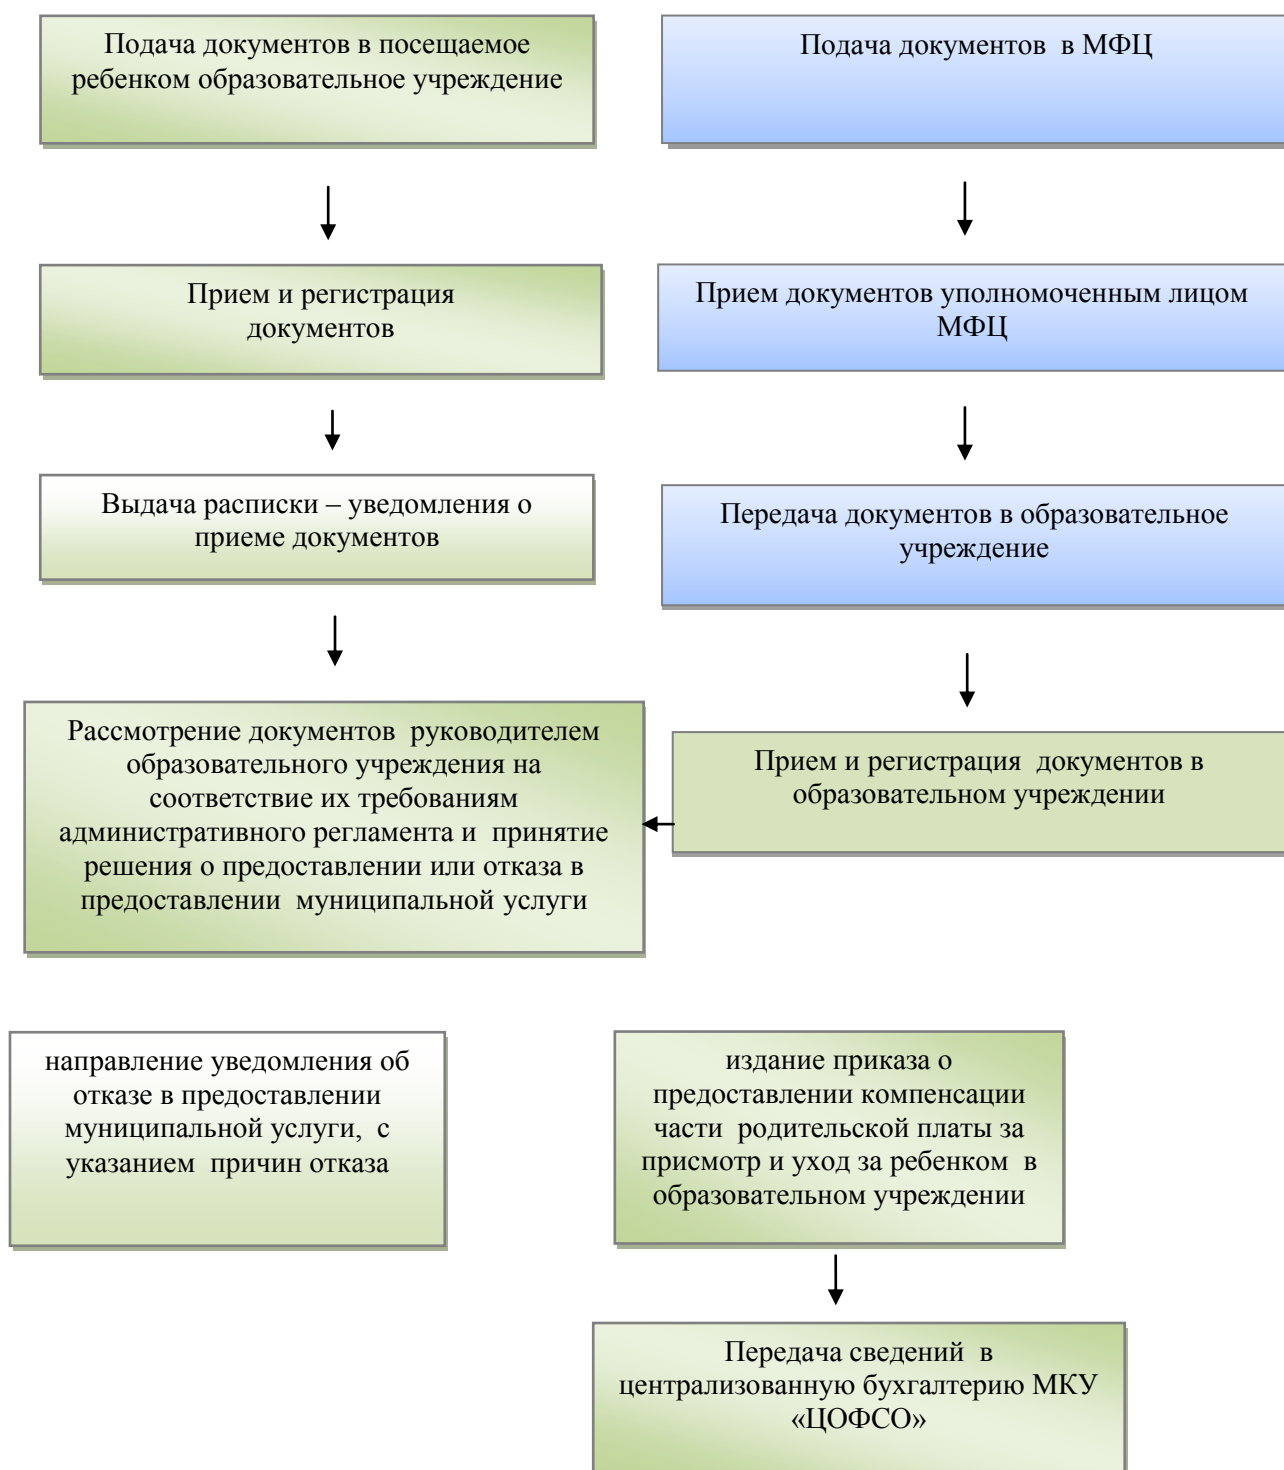 Подача документов в посещаемое
ребенком образовательное учреждение
Подача документов в МФЦ
Прием и регистрация
документов
Прием документов уполномоченным лицом
МФЦ
Выдача расписки – уведомления о
приеме документов
Передача документов в образовательное
учреждение
Рассмотрение документов руководителем
образовательного учреждения на
соответствие их требованиям
административного регламента и принятие
решения о предоставлении или отказа в
предоставлении муниципальной услуги
Прием и регистрация документов в
образовательном учреждении
направление уведомления об
отказе в предоставлении
муниципальной услуги, с
указанием причин отказа
издание приказа о
предоставлении компенсации
части родительской платы за
присмотр и уход за ребенком в
образовательном учреждении
Передача сведений в
централизованную бухгалтерию МКУ
«ЦОФСО»